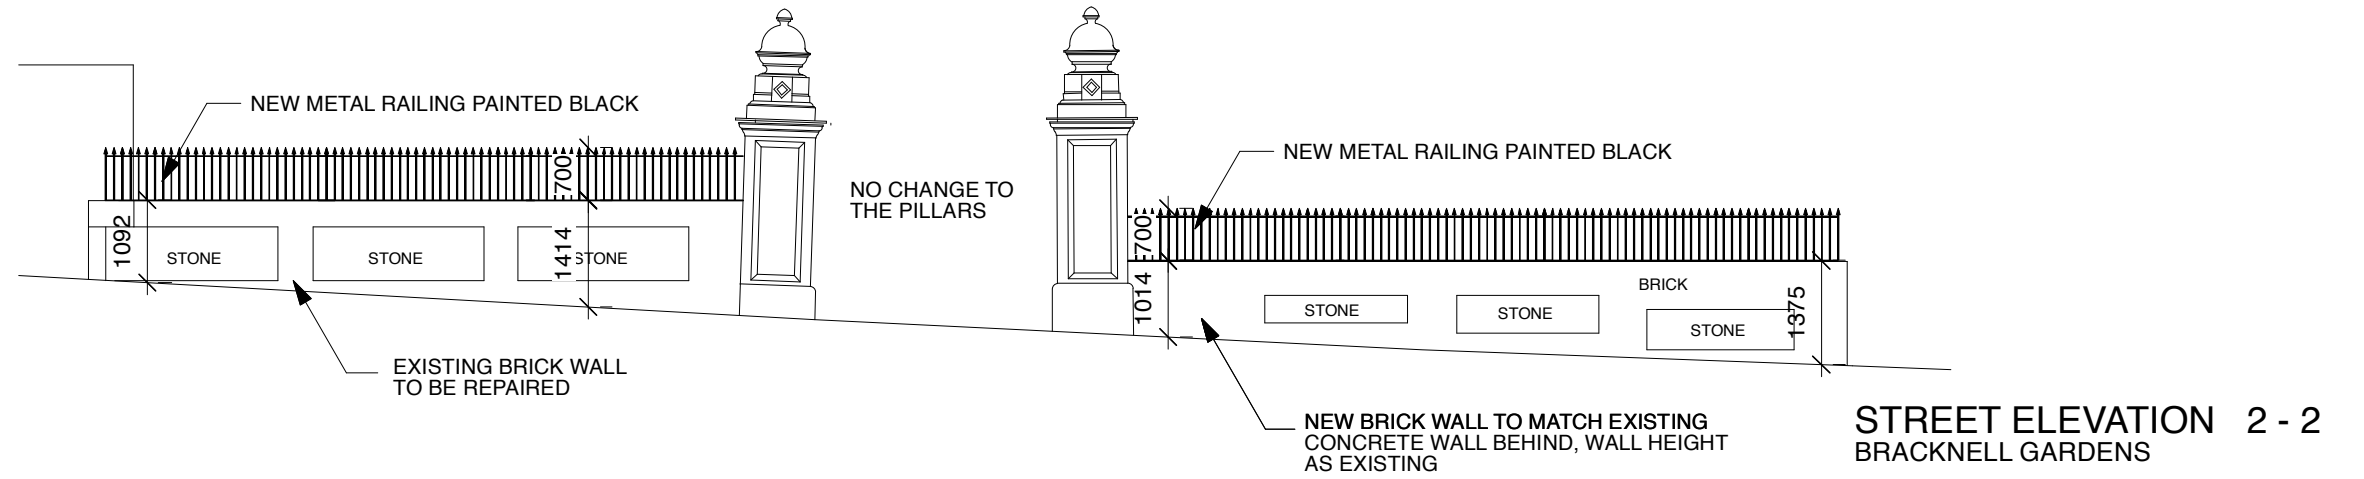 NEW METAL RAILING PAINTED BLACK
NO CHANGE TO
THE PILLARS
NEW METAL RAILING PAINTED BLACK
700
1092
1414
STONE
STONE
STONE
700
1014
BRICK
STONE
STONE
STONE
1375
EXISTING BRICK WALL
TO BE REPAIRED
NEW BRICK WALL TO MATCH EXISTING
CONCRETE WALL BEHIND, WALL HEIGHT
AS EXISTING
STREET ELEVATION 2 - 2
BRACKNELL GARDENS